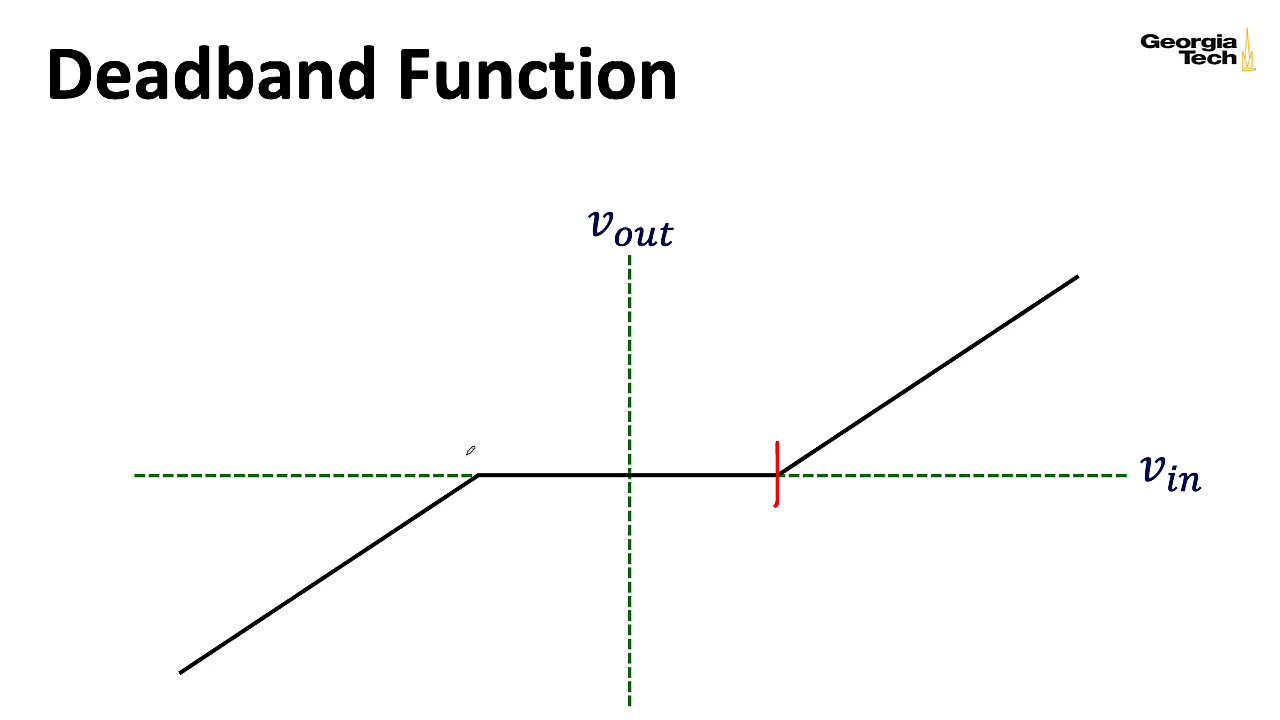 Deadband Function
Georgia
Tech
v_out
v_in